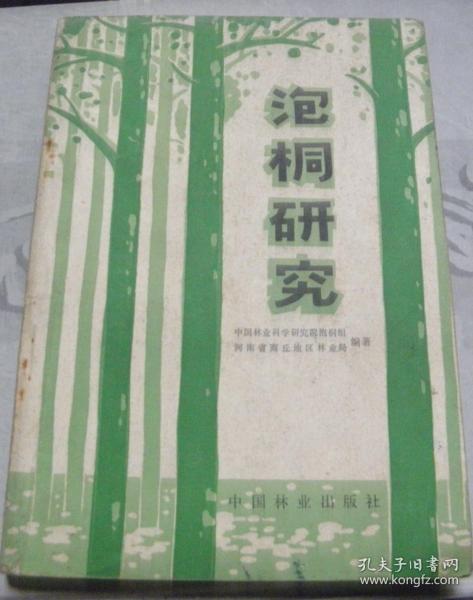 泡桐研究
中国林业科学研究院泡桐组
河南省商丘地区林业局
编著
中国林业出版社
孔夫子旧书网
www.kongfz.com